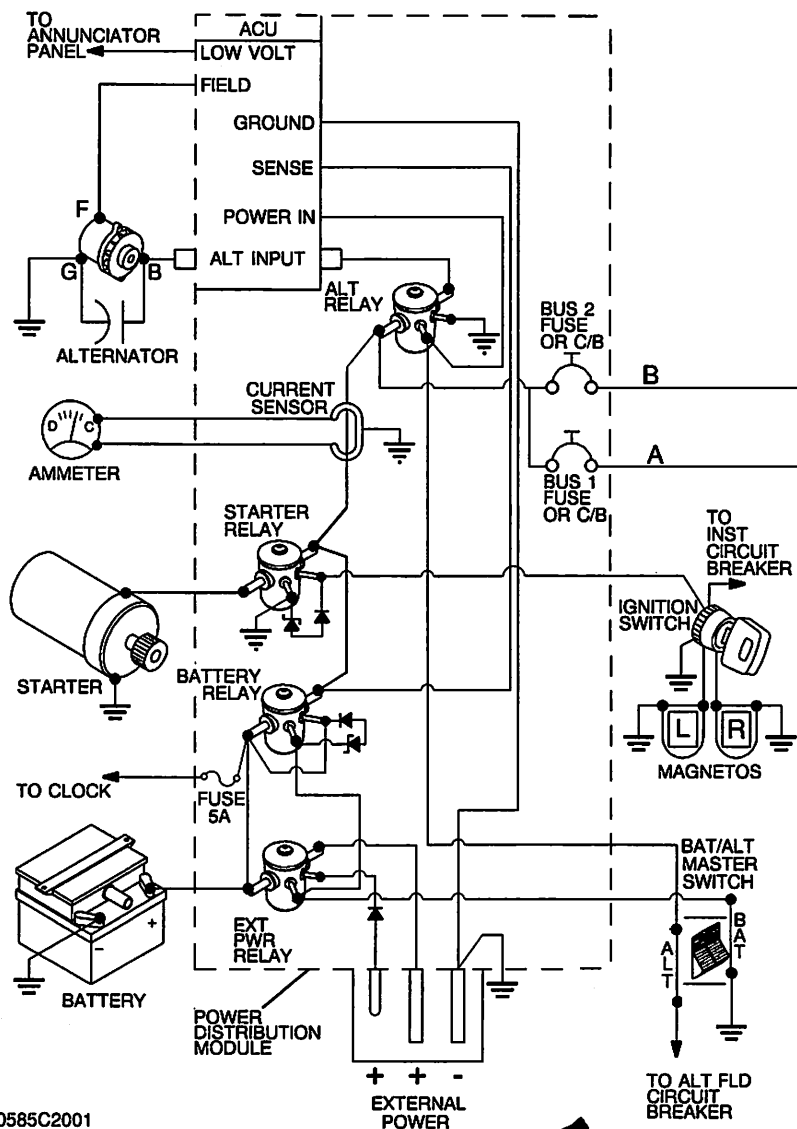 TO
ANNUNCIATOR
PANEL
ACU
LOW VOLT
FIELD
GROUND
SENSE
POWER IN
ALT INPUT
F
G
B
ALTERNATOR
ALT
RELAY
BUS 2
FUSE
OR C/B
B
CURRENT
SENSOR
D
C
AMMETER
A
BUS 1
FUSE
OR C/B
STARTER
RELAY
TO
INST
CIRCUIT
BREAKER
IGNITION
SWITCH
STARTER
BATTERY
RELAY
L
R
MAGNETOS
TO CLOCK
FUSE
5A
BAT/ALT
MASTER
SWITCH
EXT
PWR
RELAY
ALT
BAT
-
+
BATTERY
POWER
DISTRIBUTION
MODULE
+ + -
EXTERNAL
POWER
TO ALT FLD
CIRCUIT
BREAKER
0585C2001